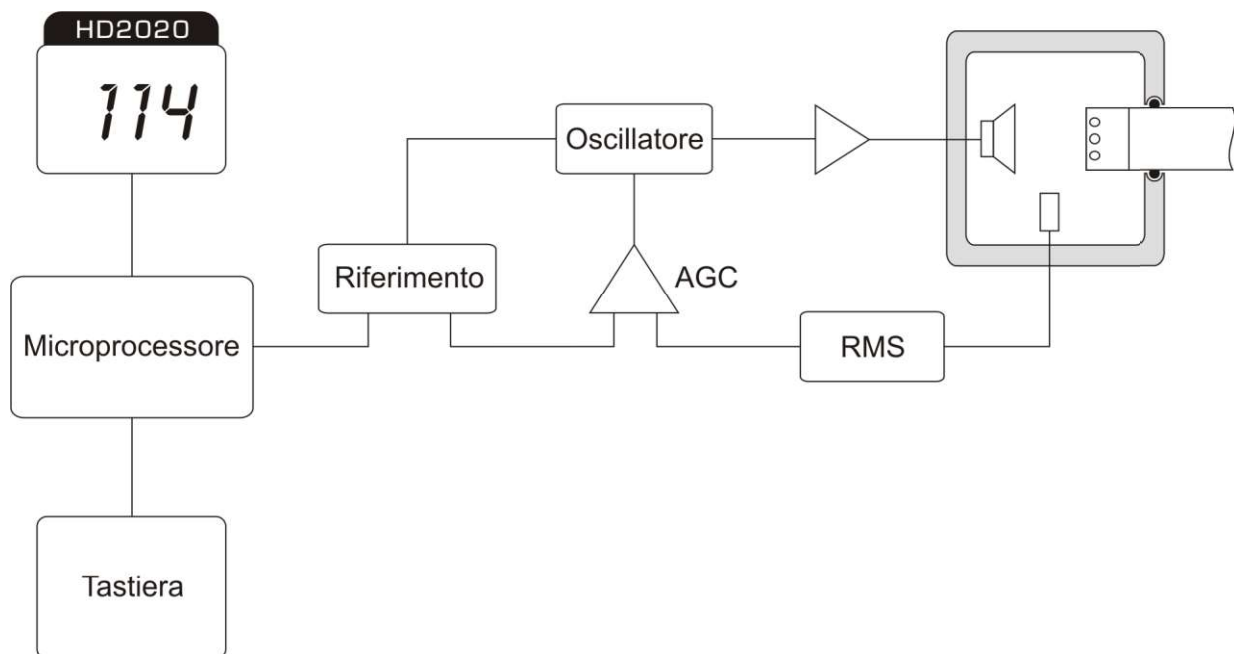 HD2020
114
Oscillatore
Riferimento
AGC
Microprocessore
RMS
Tastiera